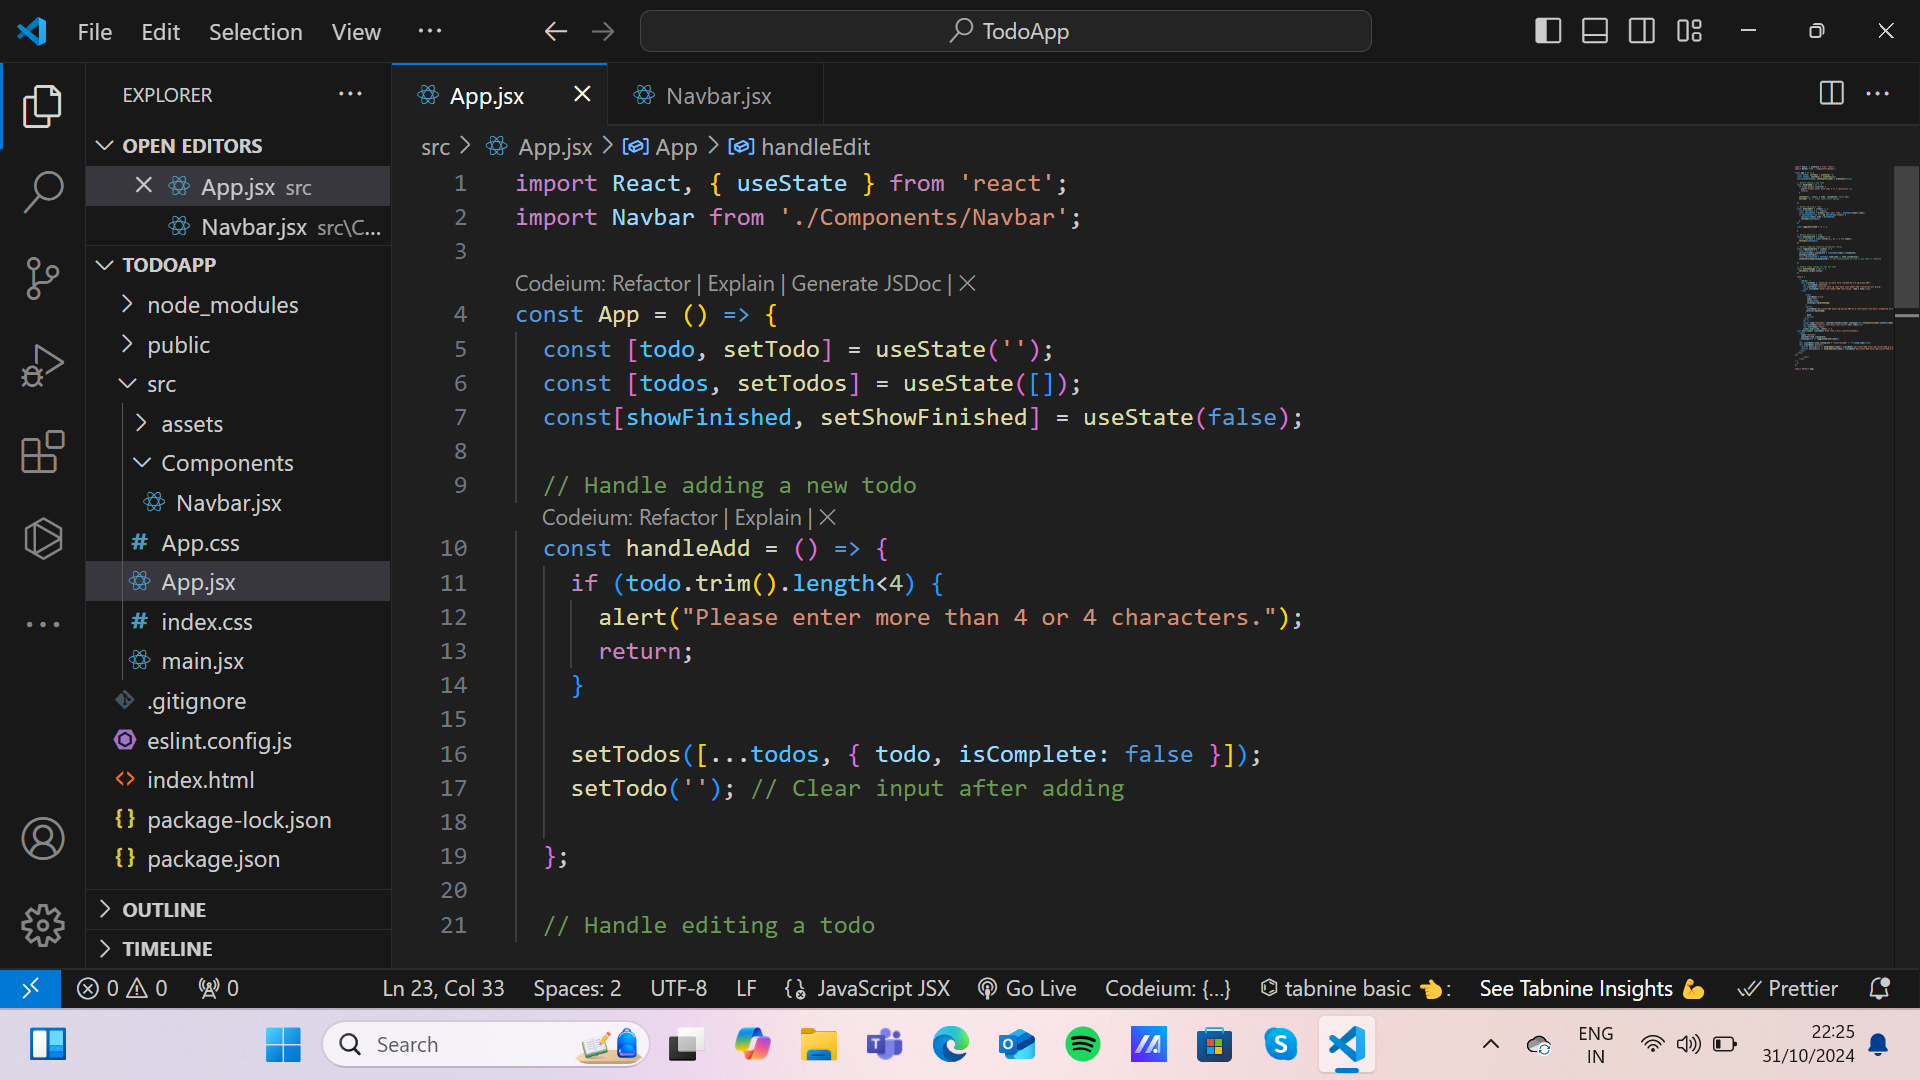 File Edit Selection View ... TodoApp
EXPLORER ...
OPEN EDITORS
App.jsx src
Navbar.jsx src\C...
TODOAPP
node_modules
public
src
assets
Components
Navbar.jsx
# App.css
App.jsx
# index.css
main.jsx
.gitignore
eslint.config.js
<> index.html
{} package-lock.json
{} package.json
OUTLINE
TIMELINE
App.jsx Navbar.jsx
src > App.jsx > App > handleEdit
1 import React, { useState } from 'react';
2 import Navbar from './Components/Navbar';
3
Codeium: Refactor | Explain | Generate JSDoc | ×
4 const App = () => {
5 const [todo, setTodo] = useState('');
6 const [todos, setTodos] = useState([]);
7 const[showFinished, setShowFinished] = useState(false);
8
9 // Handle adding a new todo
Codeium: Refactor | Explain | ×
10 const handleAdd = () => {
11 if (todo.trim().length<4) {
12 alert("Please enter more than 4 or 4 characters.");
13 return;
14 }
15
16 setTodos([...todos, { todo, isComplete: false }]);
17 setTodo(''); // Clear input after adding
18
19 };
20
21 // Handle editing a todo
0 0 0 Ln 23, Col 33 Spaces: 2 UTF-8 LF {} JavaScript JSX Go Live Codeium: {...} tabnine basic 👈: See Tabnine Insights 💪 Prettier
Search ENG 22:25
IN 31/10/2024